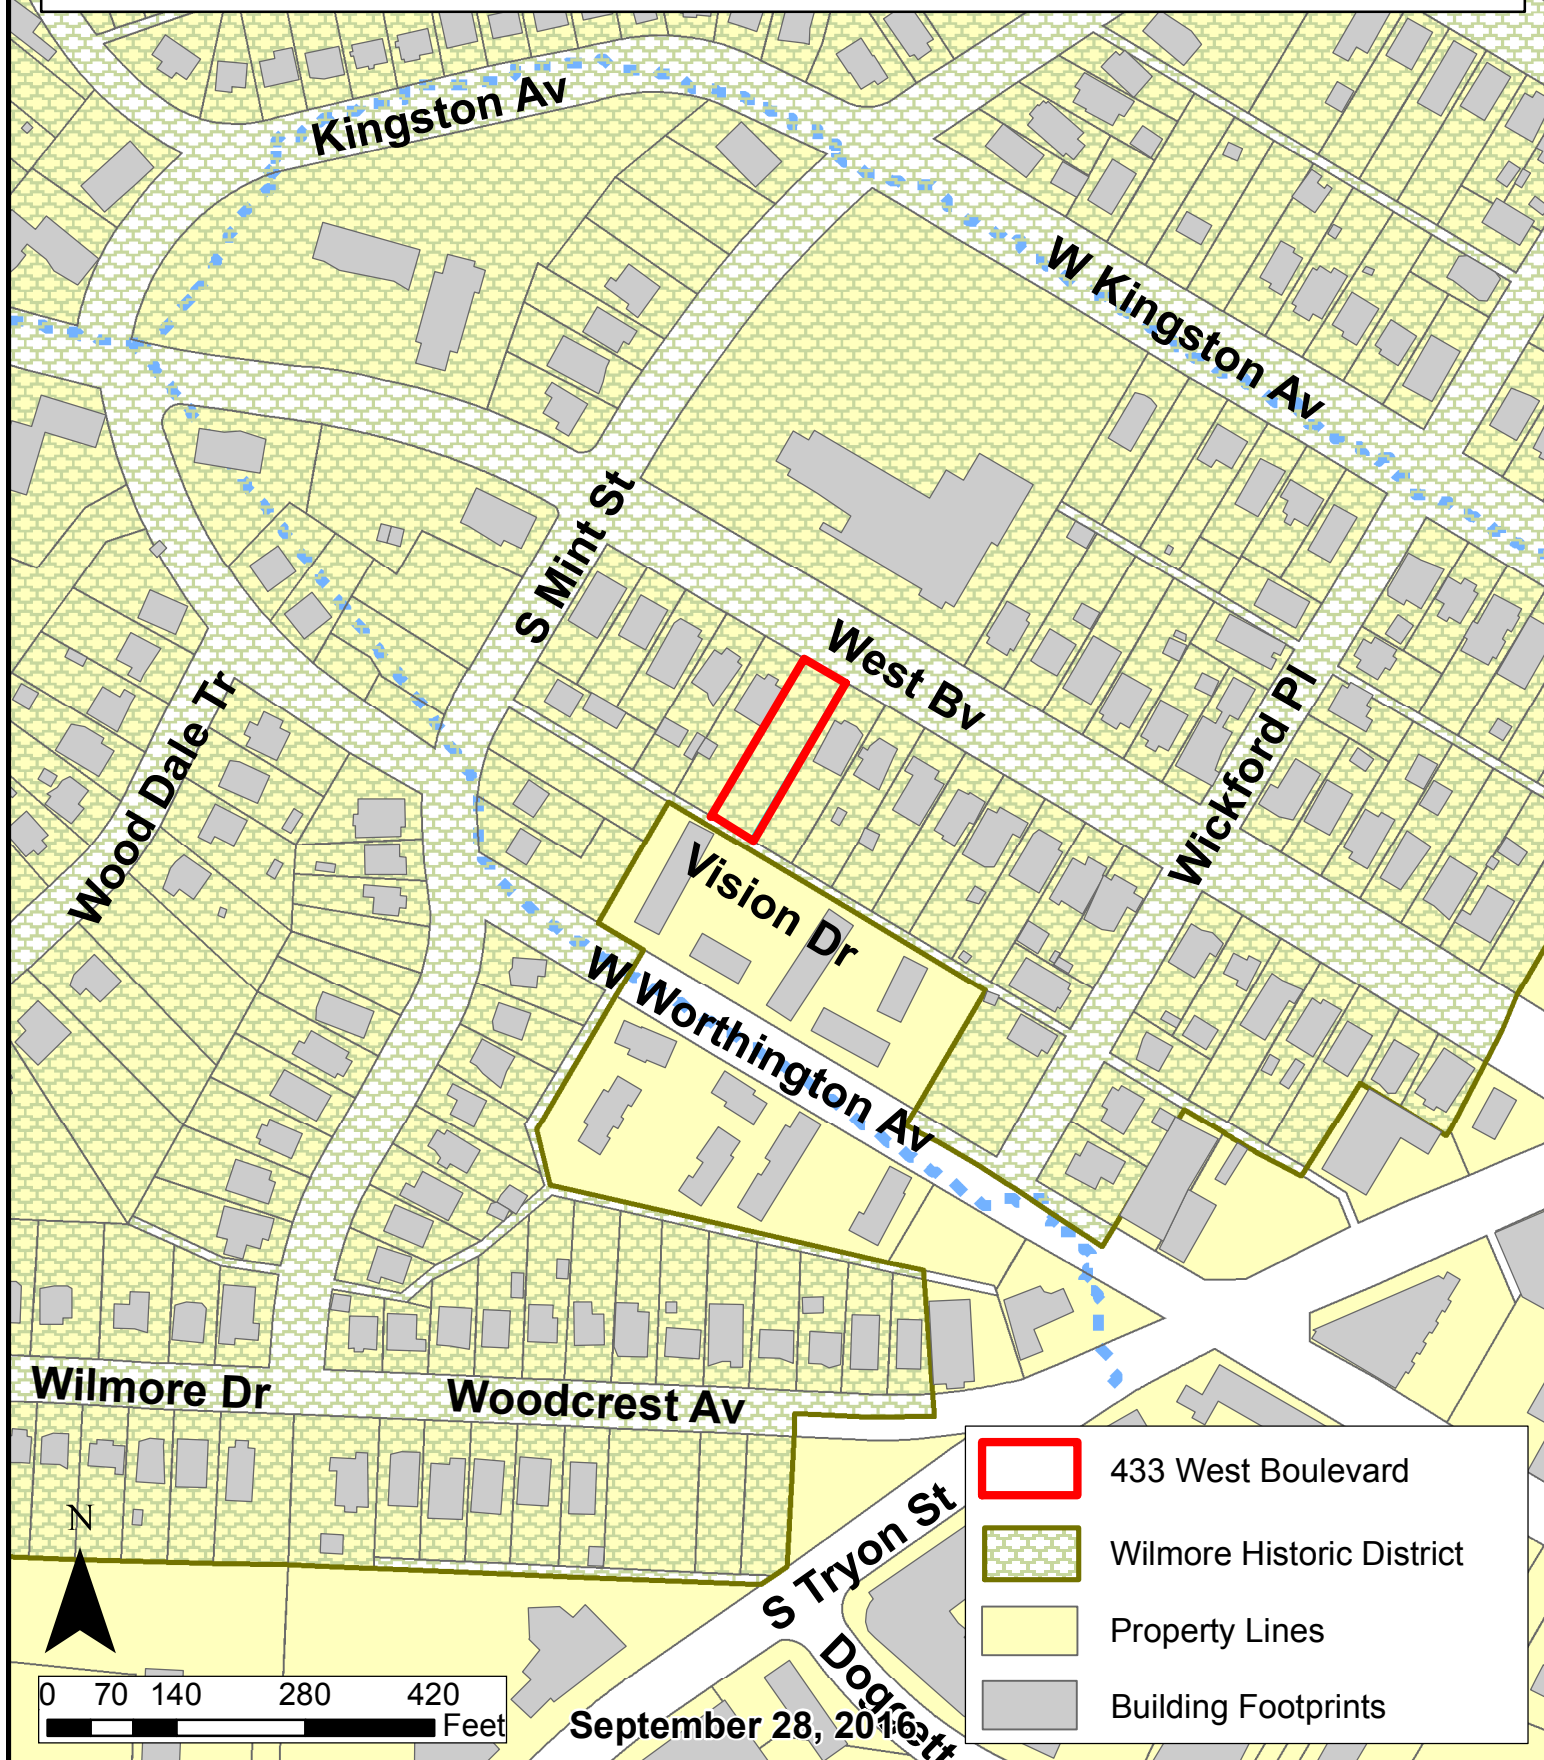 Kingston Av
W Kingston Av
S Mint St
West Bv
Wickford Pl
Wood Dale Tr
Vision Dr
W Worthington Av
Wilmore Dr
Woodcrest Av
S Tryon St
Doggett
N
0 70 140 280 420
Feet
September 28, 2016
433 West Boulevard
Wilmore Historic District
Property Lines
Building Footprints